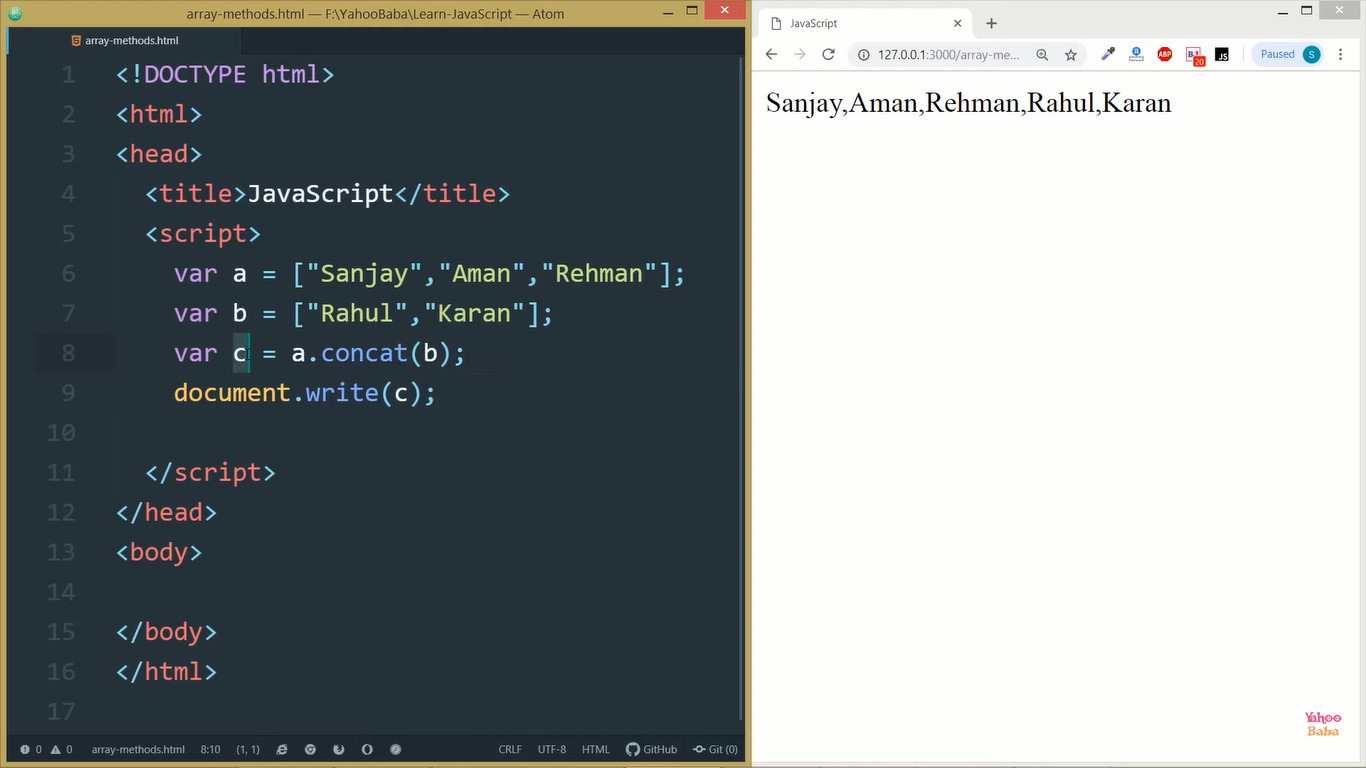 array-methods.html — F:\YahooBaba\Learn-JavaScript — Atom
array-methods.html
1 <!DOCTYPE html>
2 <html>
3 <head>
4 <title>JavaScript</title>
5 <script>
6 var a = ["Sanjay","Aman","Rehman"];
7 var b = ["Rahul","Karan"];
8 var c = a.concat(b);
9 document.write(c);
10
11 </script>
12 </head>
13 <body>
14
15 </body>
16 </html>
17
0 0 array-methods.html 8:10 (1, 1) CRLF UTF-8 HTML GitHub Git (0)
JavaScript
127.0.0.1:3000/array-me... ABP 20 JS Paused S
Sanjay,Aman,Rehman,Rahul,Karan
Yahoo
Baba